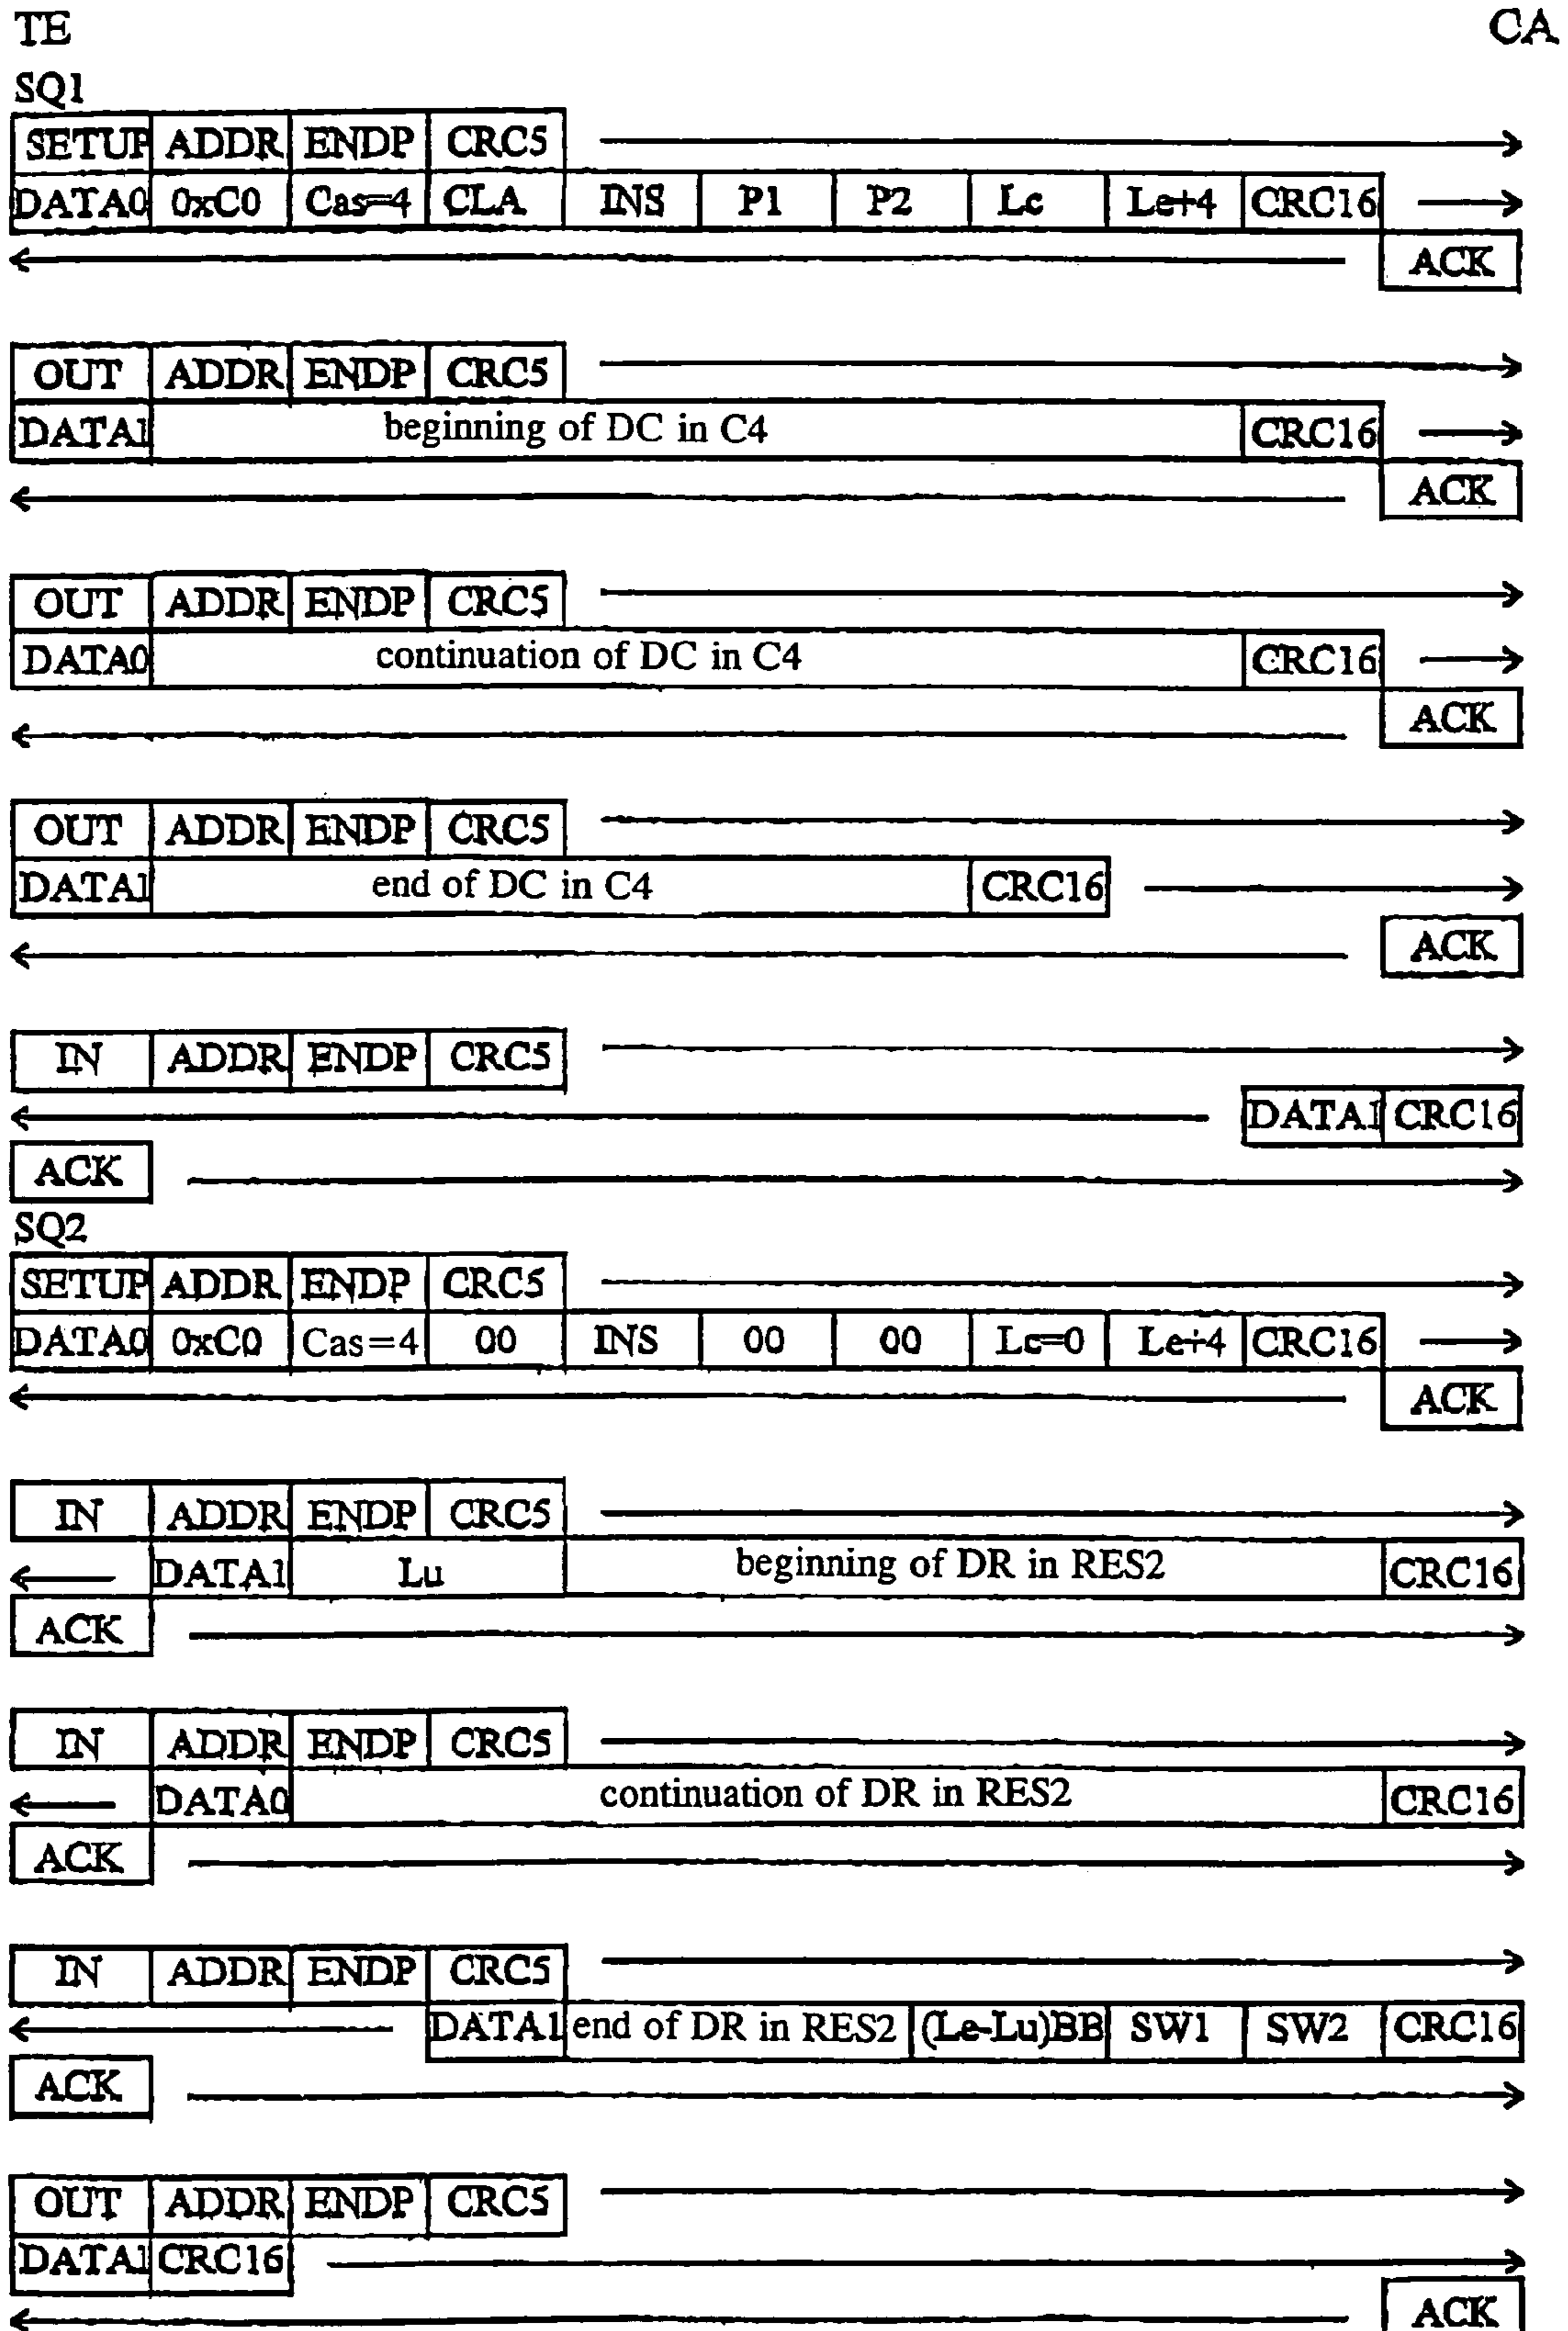 TE CA
SQ1
SETUP ADDR ENDP CRC5
DATA0 0xC0 Cas=4 CLA INS P1 P2 Lc Le+4 CRC16
ACK
OUT ADDR ENDP CRC5
DATA1 beginning of DC in C4 CRC16
ACK
OUT ADDR ENDP CRC5
DATA0 continuation of DC in C4 CRC16
ACK
OUT ADDR ENDP CRC5
DATA1 end of DC in C4 CRC16
ACK
IN ADDR ENDP CRC5
DATA1 CRC16
ACK
SQ2
SETUP ADDR ENDP CRC5
DATA0 0xC0 Cas=4 00 INS 00 00 Lc=0 Le+4 CRC16
ACK
IN ADDR ENDP CRC5
DATA1 Lu beginning of DR in RES2 CRC16
ACK
IN ADDR ENDP CRC5
DATA0 continuation of DR in RES2 CRC16
ACK
IN ADDR ENDP CRC5
DATA1 end of DR in RES2 (Le-Lu)BB SW1 SW2 CRC16
ACK
OUT ADDR ENDP CRC5
DATA1 CRC16
ACK